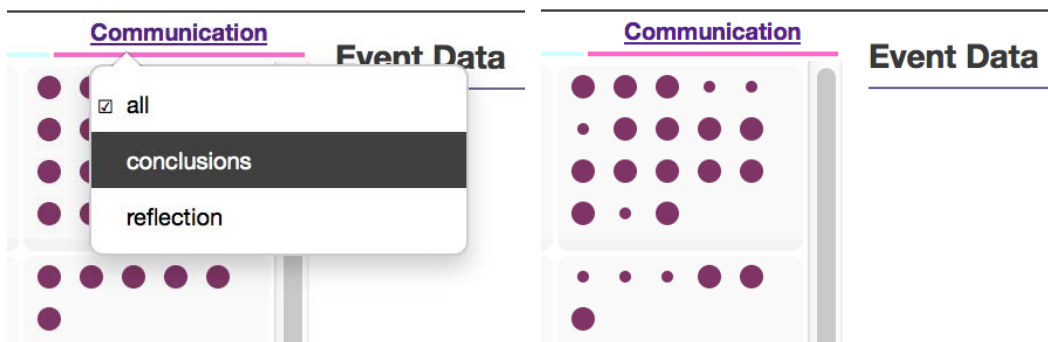 Communication
Event Data
☑ all
conclusions
reflection
Communication
Event Data